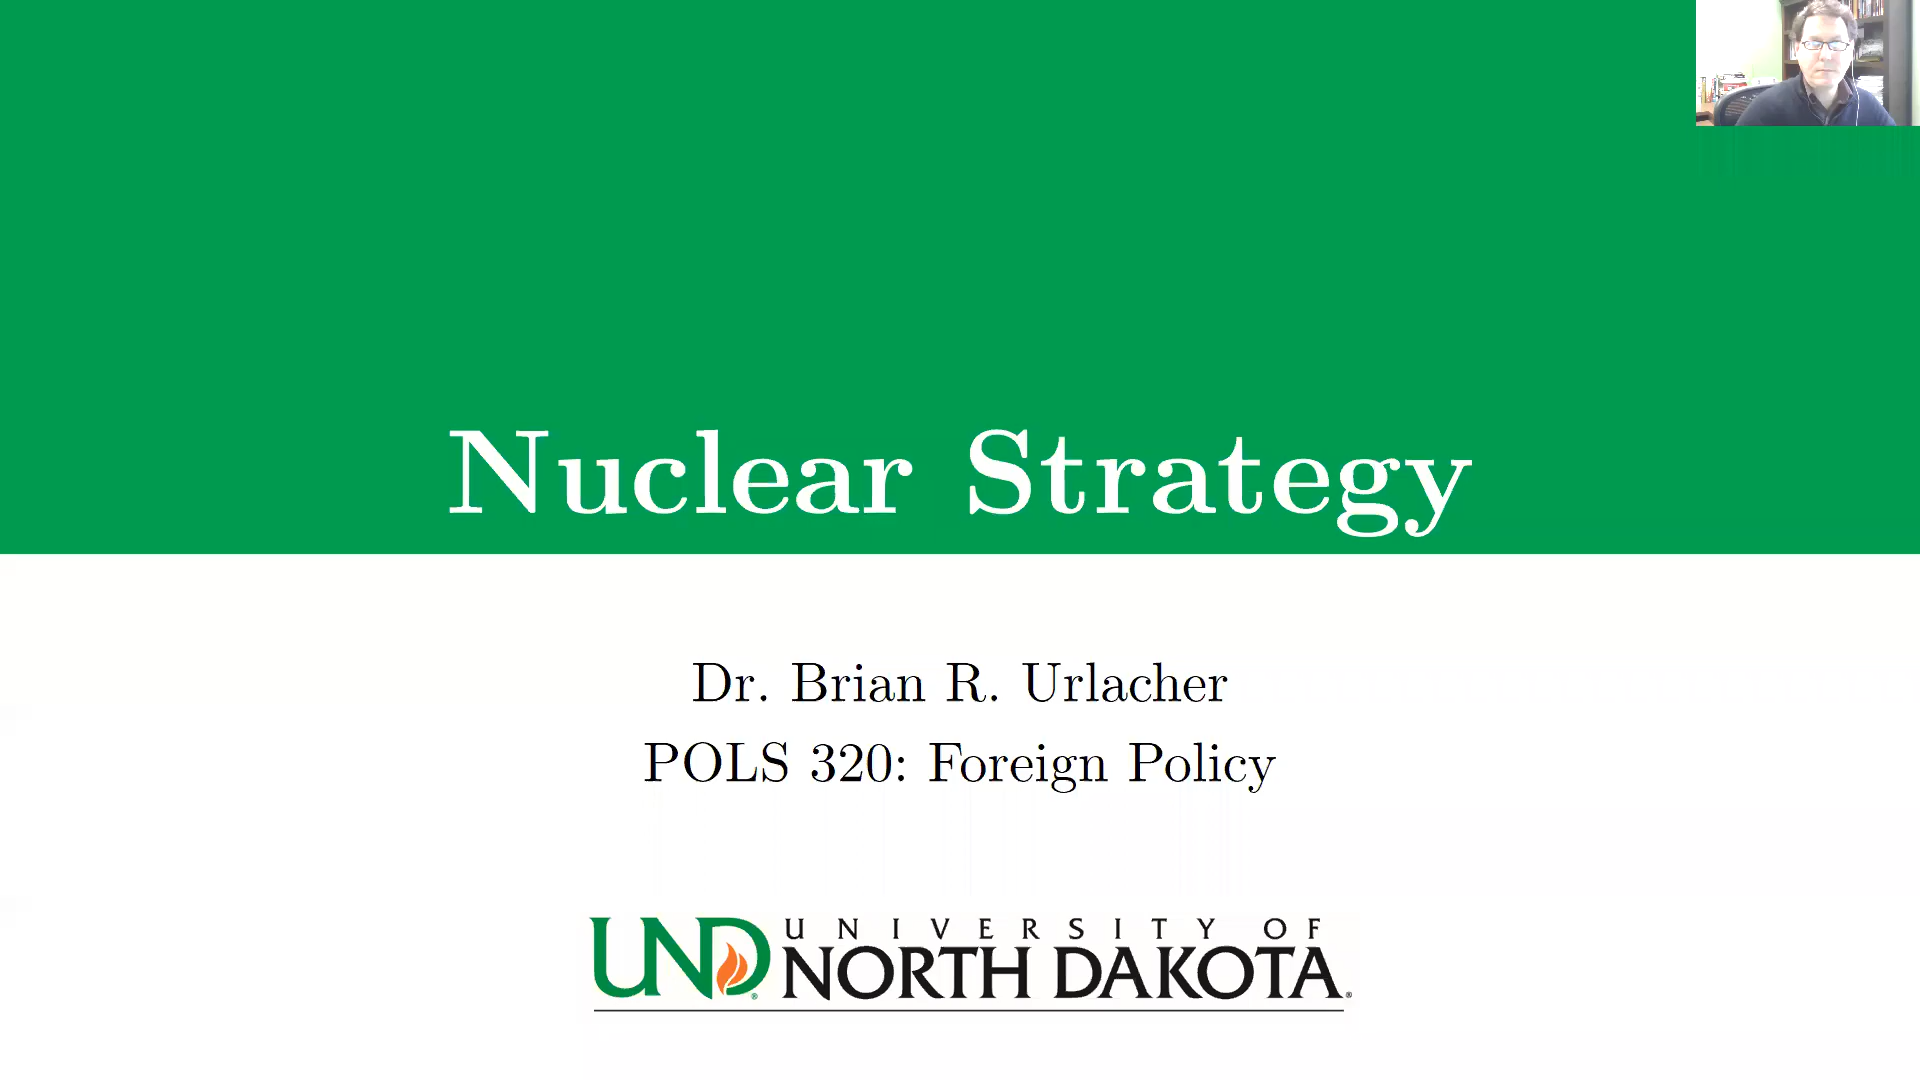 Nuclear Strategy
Dr. Brian R. Urlacher
POLS 320: Foreign Policy
UND UNIVERSITY OF
NORTH DAKOTA